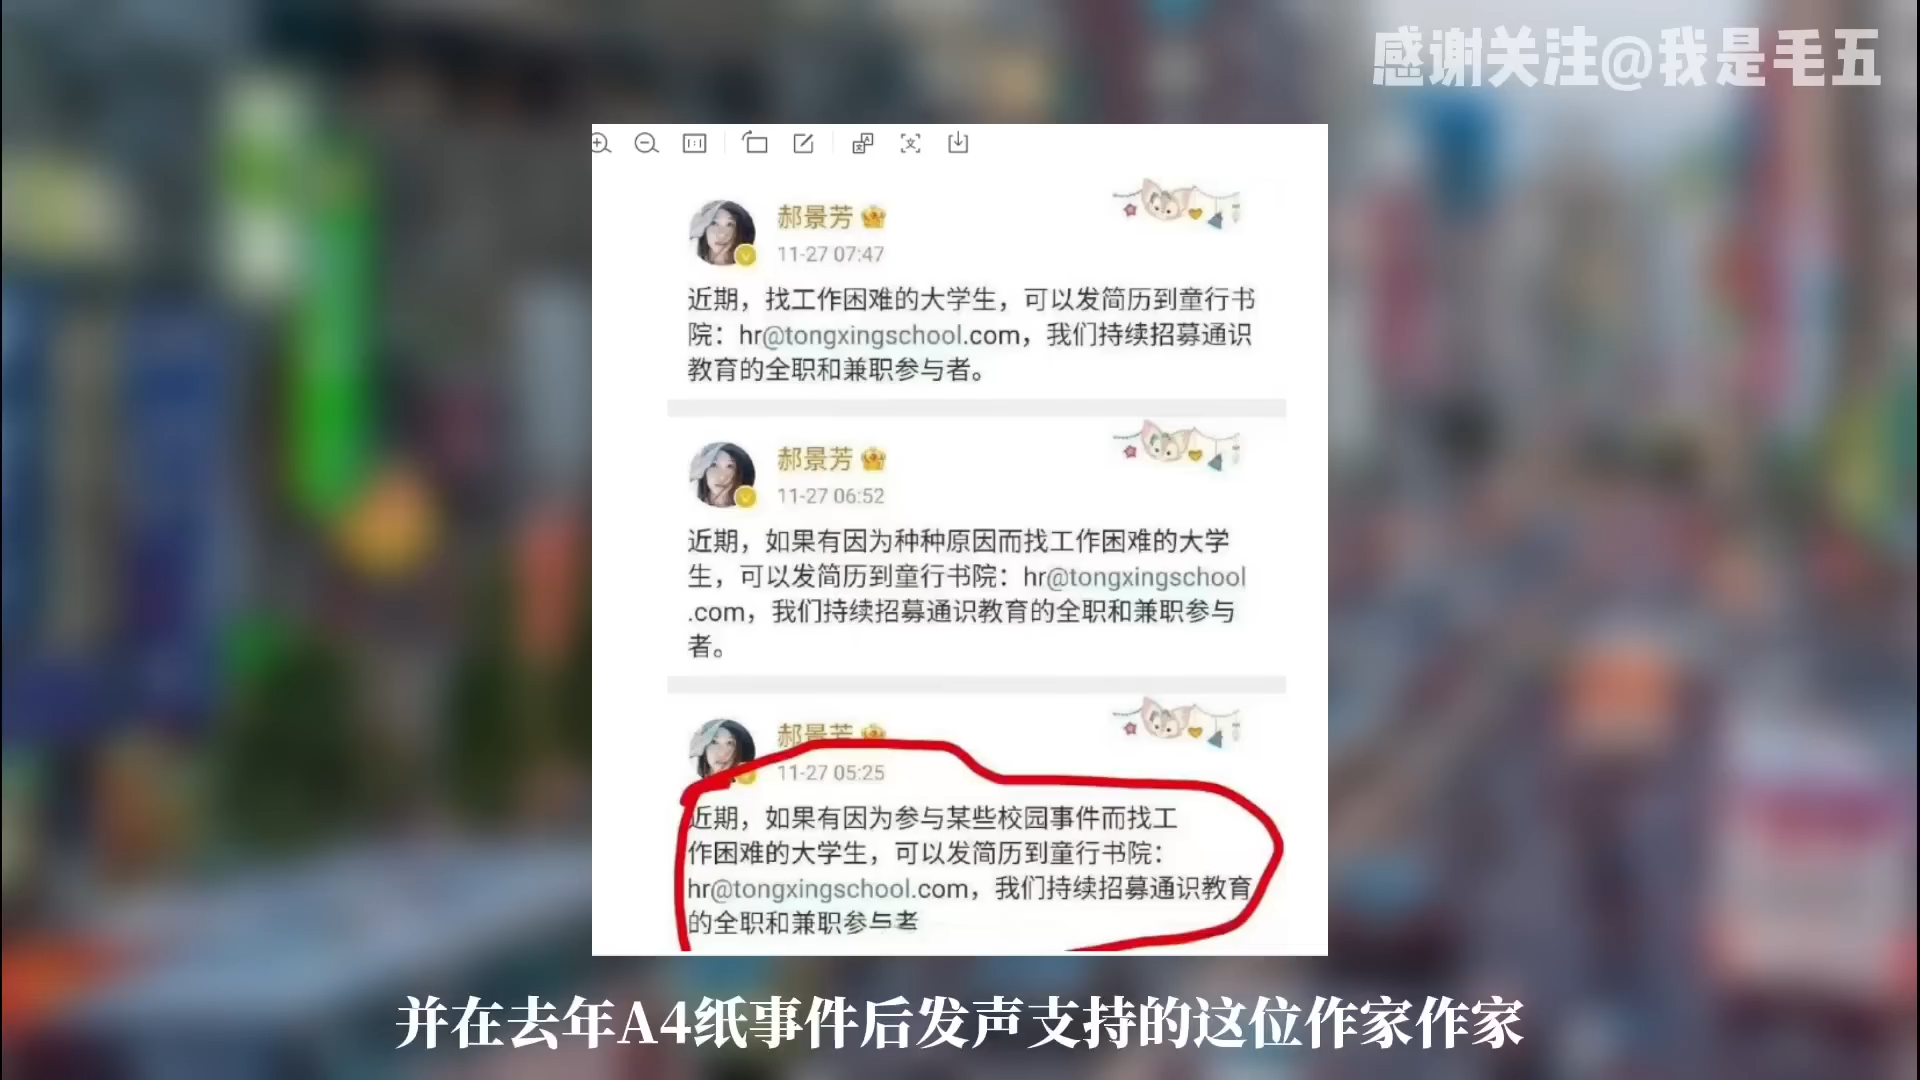 感谢关注@我是毛五
郝景芳
11-27 07:47
近期，找工作困难的大学生，可以发简历到童行书
院：hr@tongxingschool.com，我们持续招募通识
教育的全职和兼职参与者。
郝景芳
11-27 06:52
近期，如果有因为种种原因而找工作困难的大学
生，可以发简历到童行书院：hr@tongxingschool
.com，我们持续招募通识教育的全职和兼职参与
者。
郝景芳
11-27 05:25
近期，如果有因为参与某些校园事件而找工
作困难的大学生，可以发简历到童行书院：
hr@tongxingschool.com，我们持续招募通识教育
的全职和兼职参与者
并在去年A4纸事件后发声支持的这位作家作家